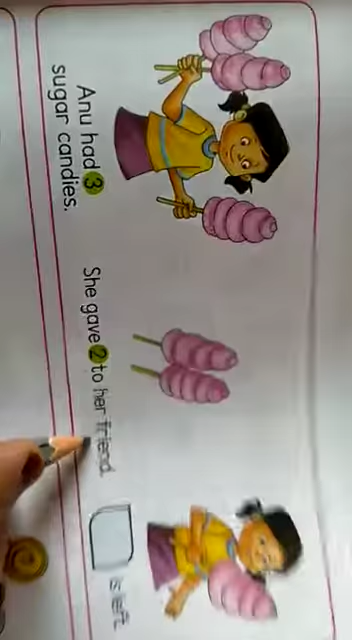 Anu had 3
sugar candies.
She gave 2 to her friend.
is left.